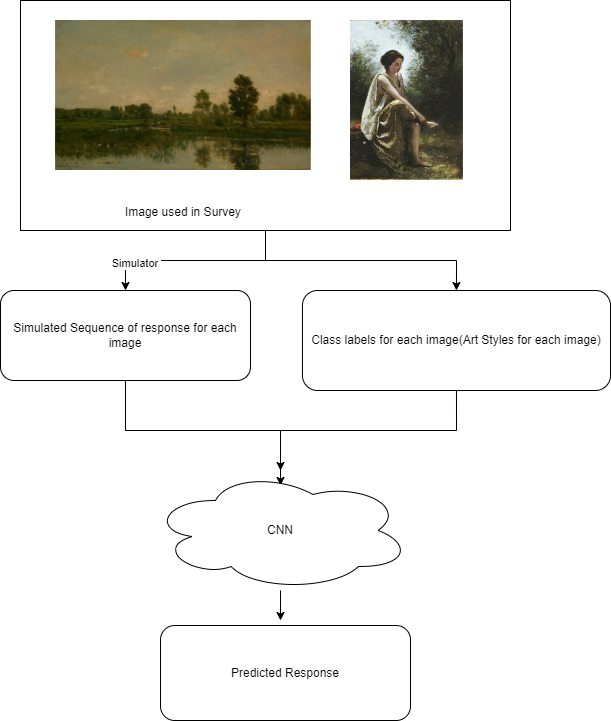 Image used in Survey
Simulator
Simulated Sequence of response for each
image
Class labels for each image(Art Styles for each image)
CNN
Predicted Response